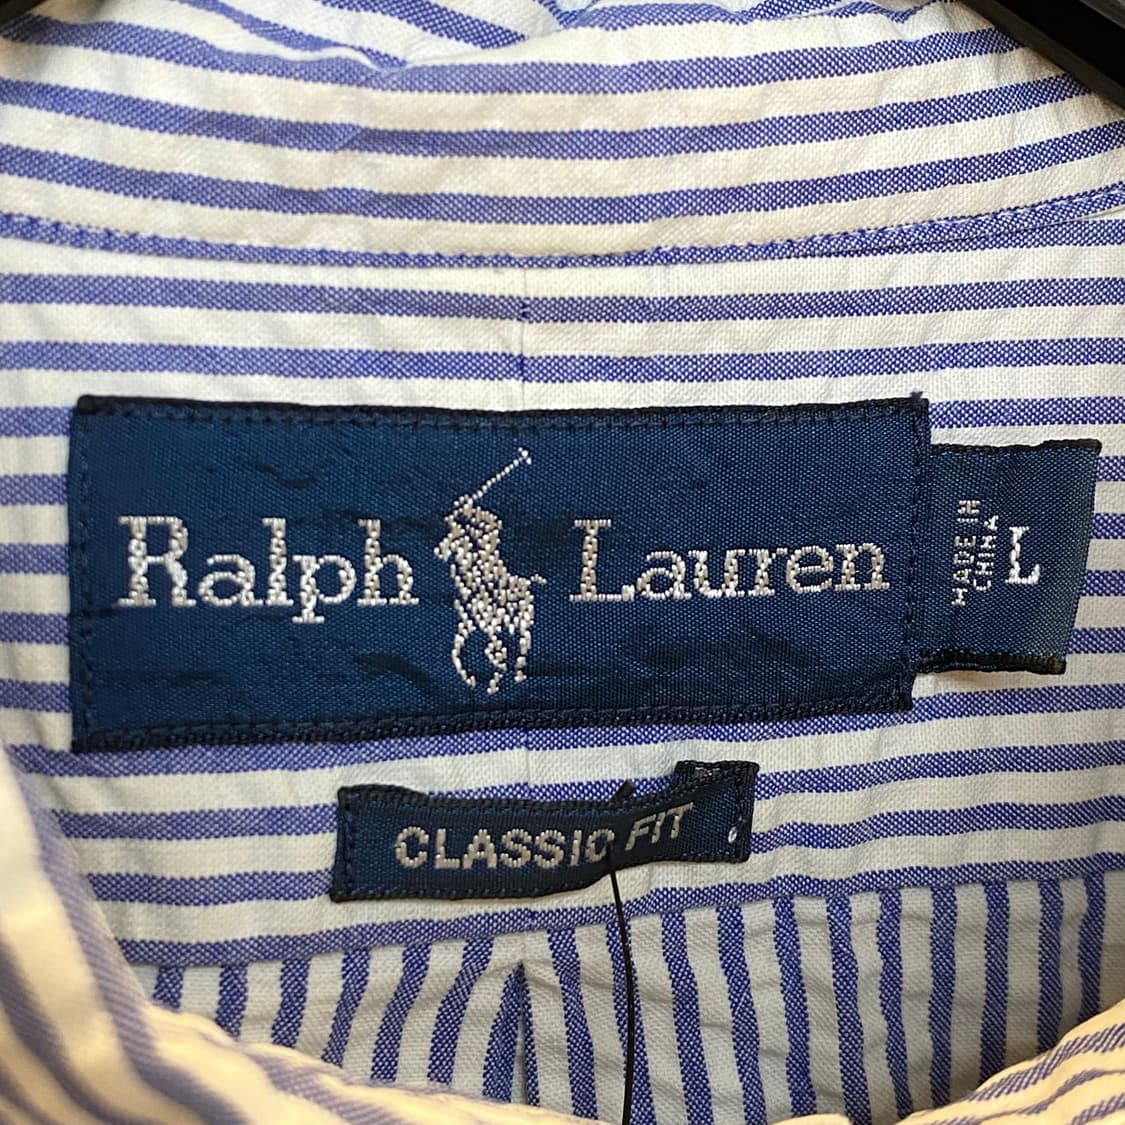 Ralph Lauren
MADE IN
CHINA
L
CLASSIC FIT